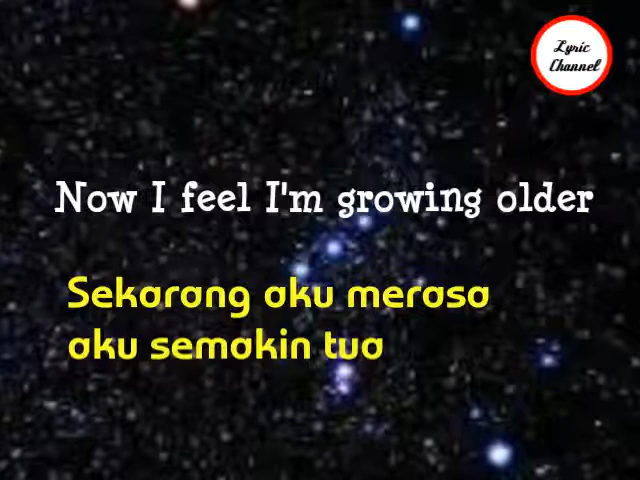 Lyric
Channel
Now I feel I'm growing older
Sekarang aku merasa
aku semakin tua